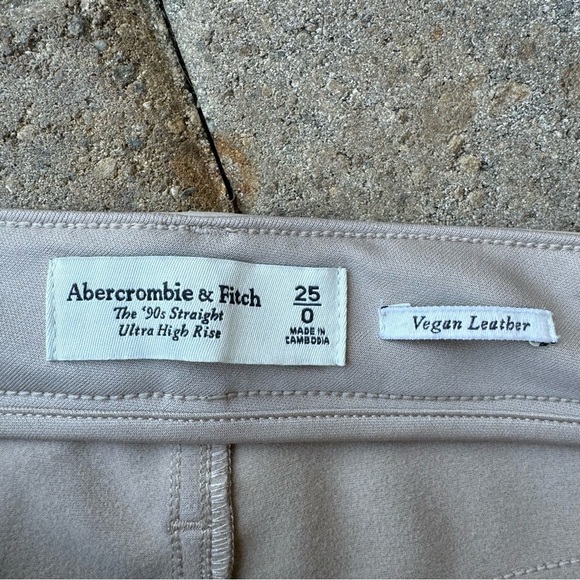 Abercrombie & Fitch
The '90s Straight
Ultra High Rise
25
0
MADE IN
CAMBODIA
Vegan Leather